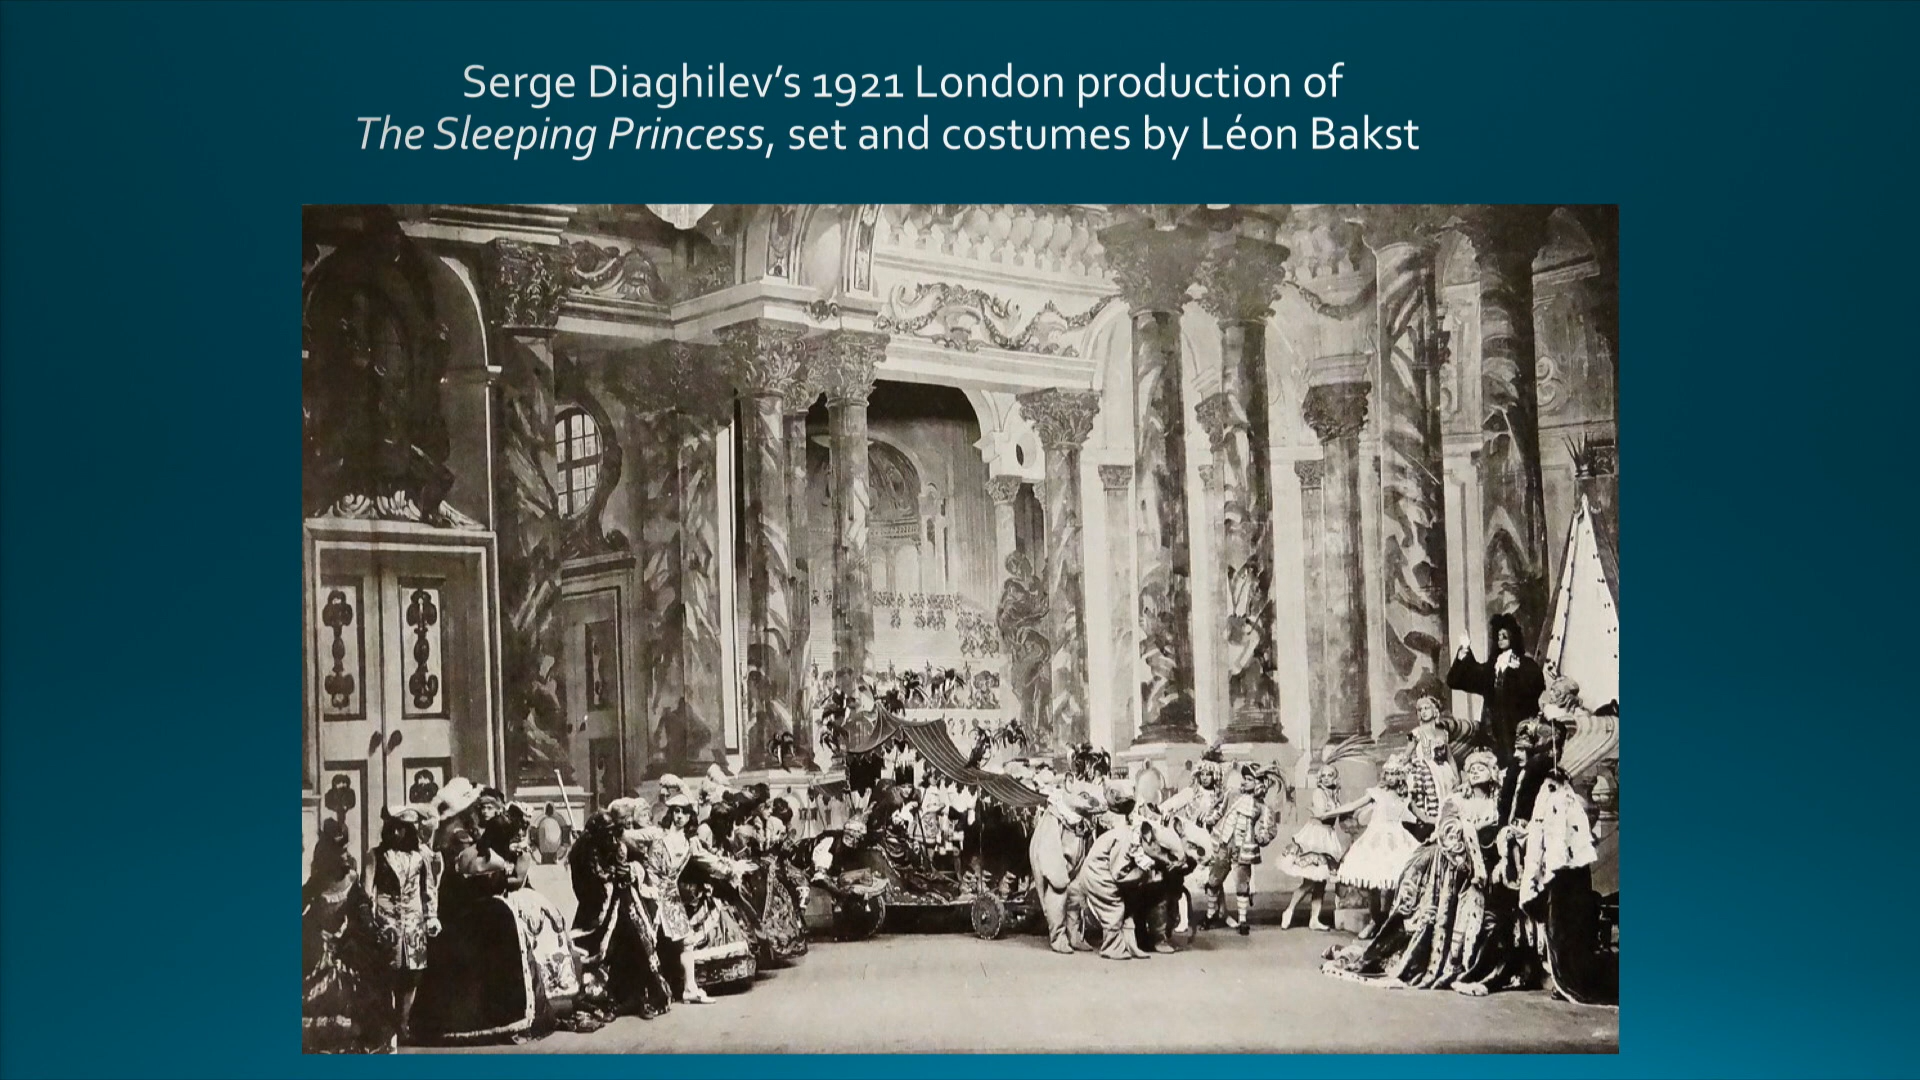 Serge Diaghilev’s 1921 London production of
The Sleeping Princess, set and costumes by Léon Bakst